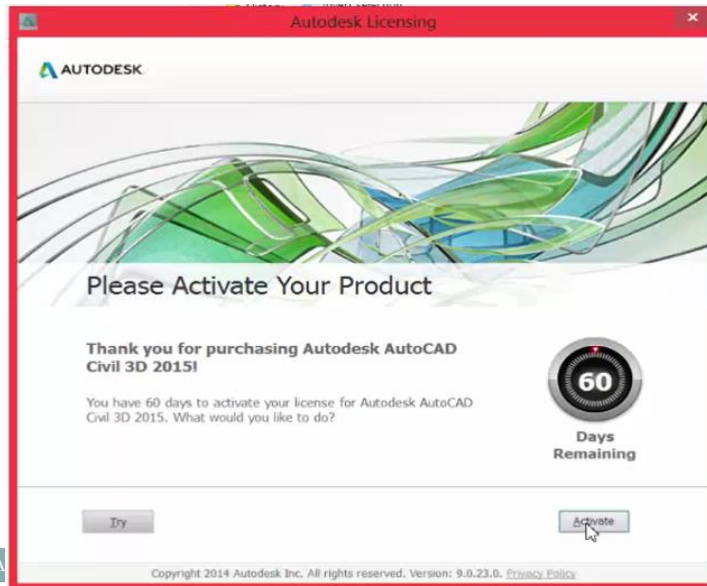 Autodesk Licensing
AUTODESK
Please Activate Your Product
Thank you for purchasing Autodesk AutoCAD
Civil 3D 2015!
You have 60 days to activate your license for Autodesk AutoCAD
Civil 3D 2015. What would you like to do?
60
Days
Remaining
Try
Activate
Copyright 2014 Autodesk Inc. All rights reserved. Version: 9.0.23.0. Privacy Policy